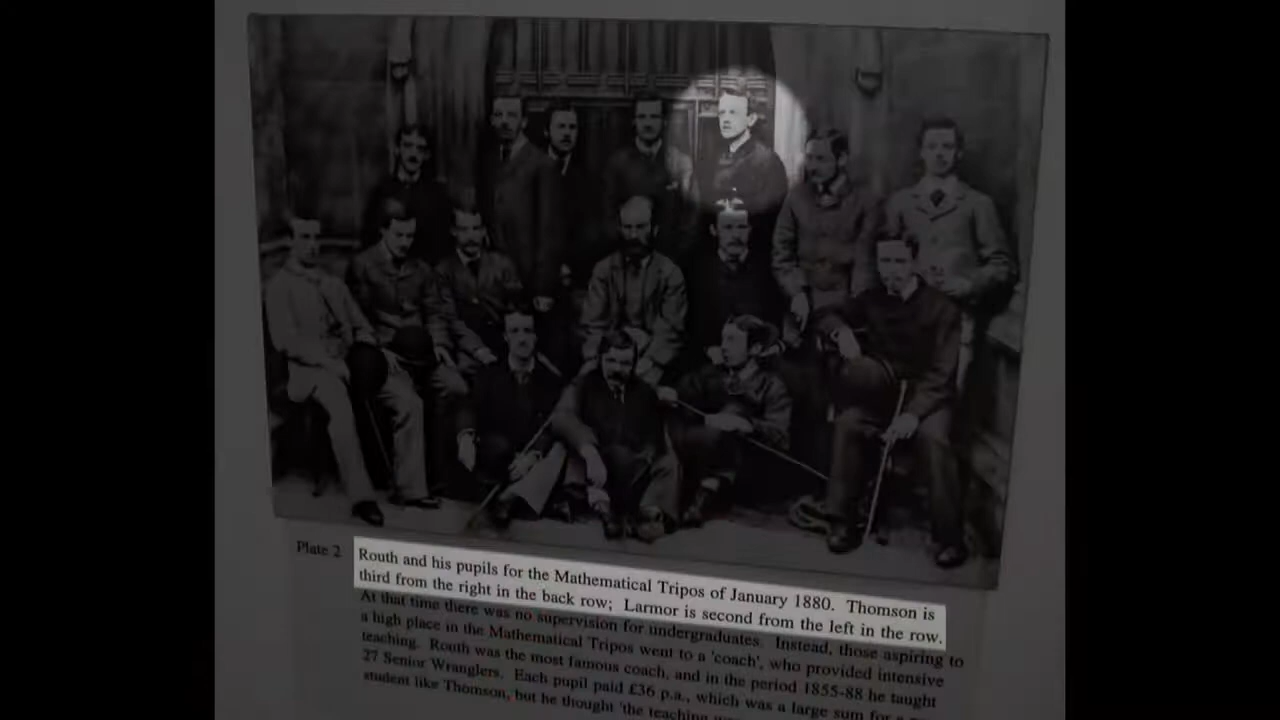 Plate 2 Routh and his pupils for the Mathematical Tripos of January 1880. Thomson is
third from the right in the back row; Larmor is second from the left in the row.
At that time there was no supervision for undergraduates. Instead, those aspiring to
a high place in the Mathematical Tripos went to a 'coach', who provided intensive
teaching. Routh was the most famous coach, and in the period 1855-88 he taught
27 Senior Wranglers. Each pupil paid £36 p.a., which was a large sum for a
student like Thomson, but he thought 'the teaching